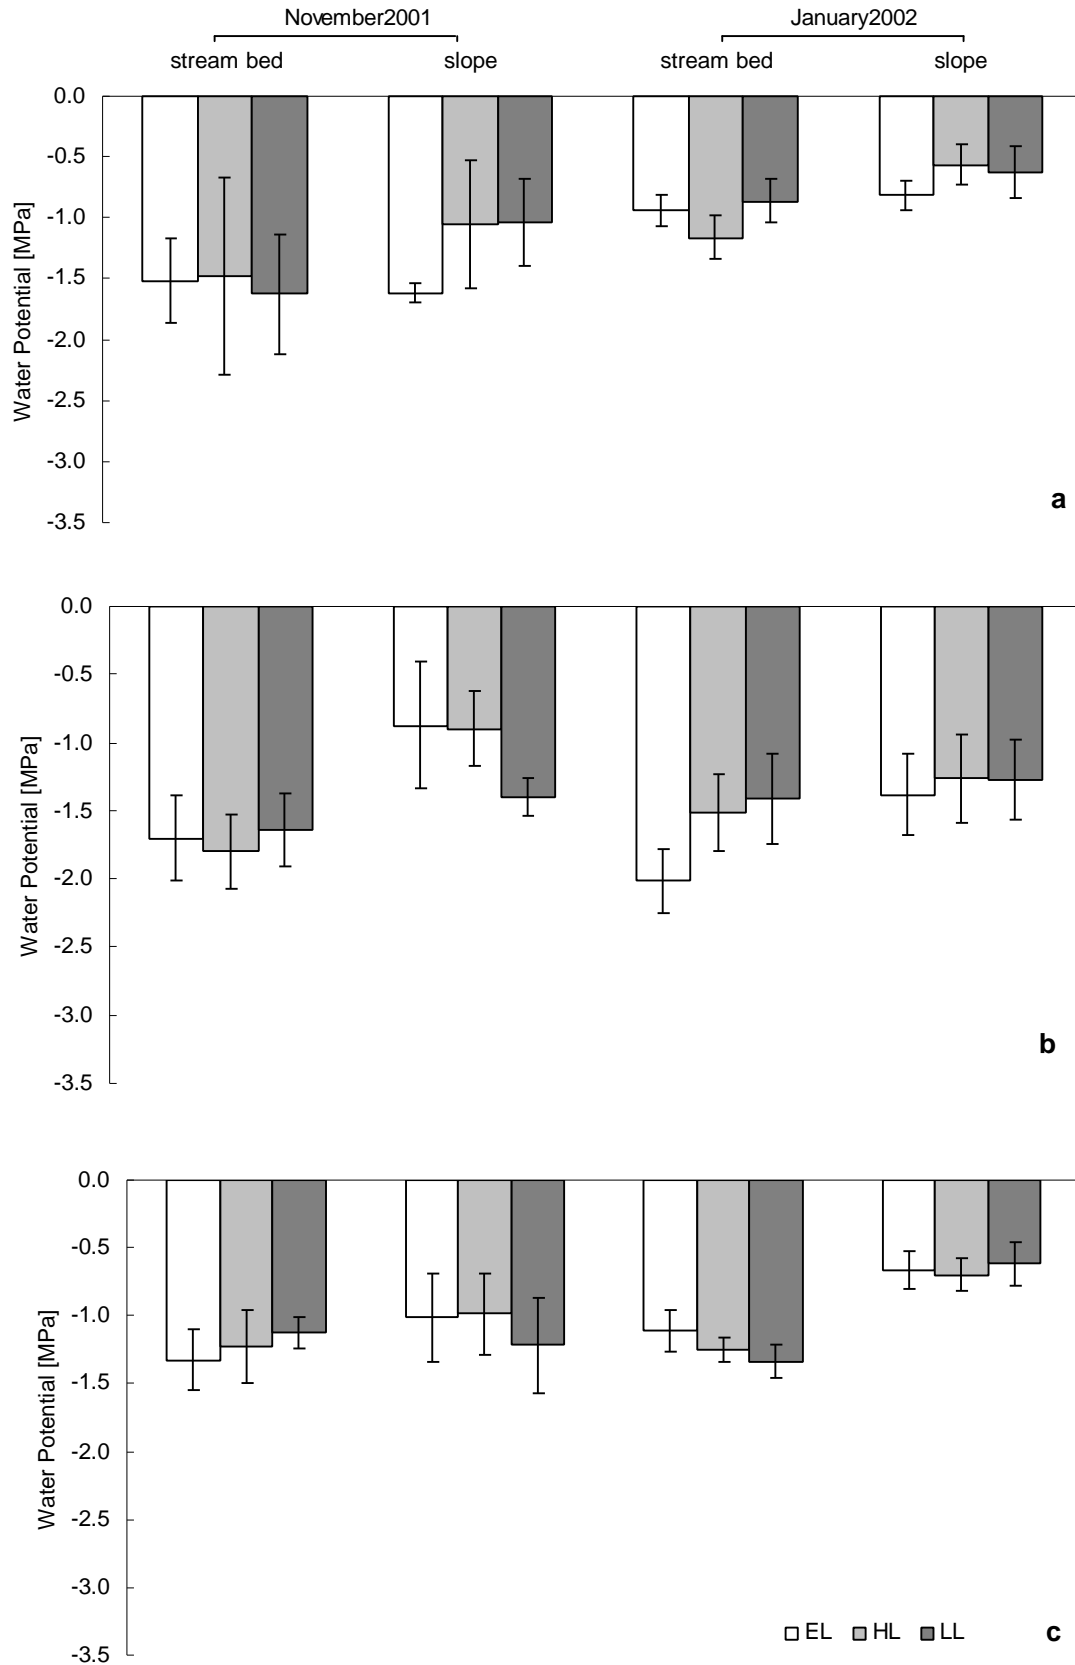 November2001 January2002
stream bed slope stream bed slope
0.0
-0.5
-1.0
-1.5
-2.0
-2.5
-3.0
-3.5
Water Potential [MPa]
a
0.0
-0.5
-1.0
-1.5
-2.0
-2.5
-3.0
-3.5
Water Potential [MPa]
b
0.0
-0.5
-1.0
-1.5
-2.0
-2.5
-3.0
-3.5
Water Potential [MPa]
EL HL LL
c